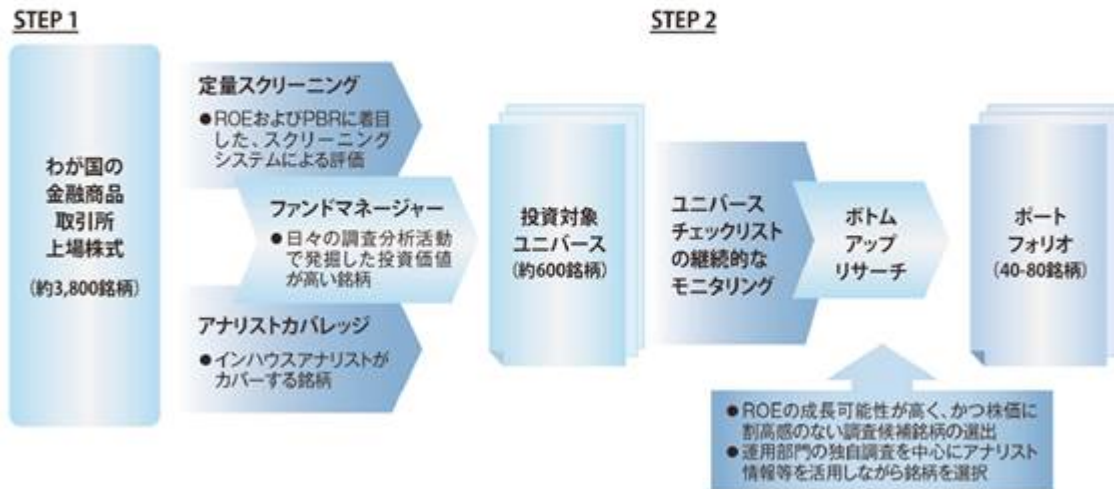 STEP 1
わが国の
金融商品
取引所
上場株式
(約3,800銘柄)
定量スクリーニング
●ROEおよびPBRに着目
した、スクリーニング
システムによる評価
ファンドマネージャー
●日々の調査分析活動
で発掘した投資価値
が高い銘柄
アナリストカバレッジ
●インハウスアナリストが
カバーする銘柄
投資対象
ユニバース
(約600銘柄)
STEP 2
ユニバース
チェックリスト
の継続的な
モニタリング
ボトム
アップ
リサーチ
●ROEの成長可能性が高く、かつ株価に
割高感のない調査候補銘柄の選出
●運用部門の独自調査を中心にアナリスト
情報等を活用しながら銘柄を選択
ポート
フォリオ
(40-80銘柄)